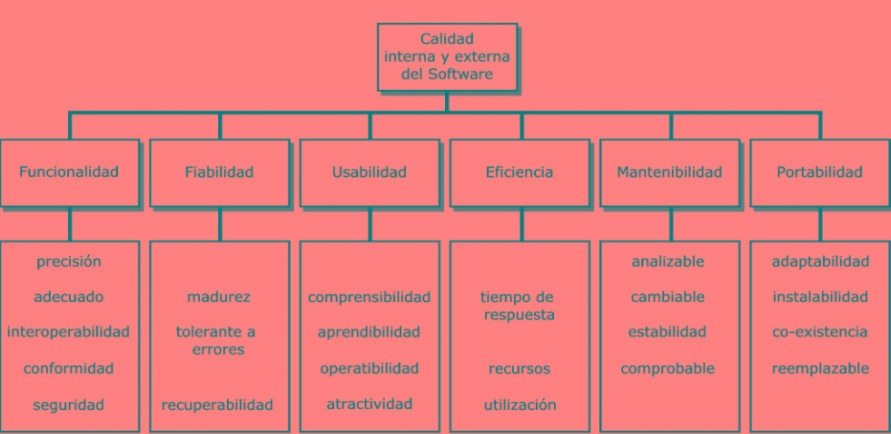 Calidad
interna y externa
del Software
Funcionalidad
Fiabilidad
Usabilidad
Eficiencia
Mantenibilidad
Portabilidad
precisión
adecuado
interoperabilidad
conformidad
seguridad
madurez
tolerante a
errores
recuperabilidad
comprensibilidad
aprendibilidad
operatibilidad
atractividad
tiempo de
respuesta
recursos
utilización
analizable
cambiable
estabilidad
comprobable
adaptabilidad
instalabilidad
co-existencia
reemplazable